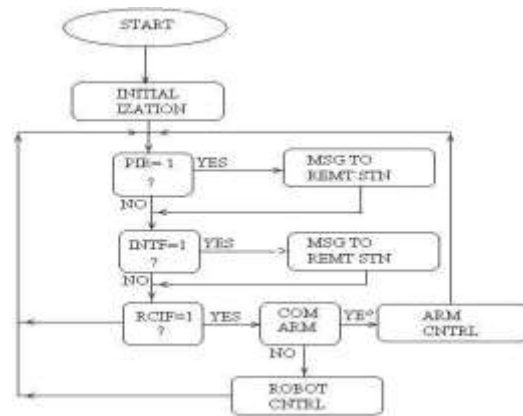 START
INITIAL
IZATION
PIR= 1
?
YES
MSG TO
REMT STN
NO
INTF=1
?
YES
MSG TO
REMT STN
NO
RCIF=1
?
YES
COM
ARM
YE
ARM
CNTRL
NO
ROBOT
CNTRL